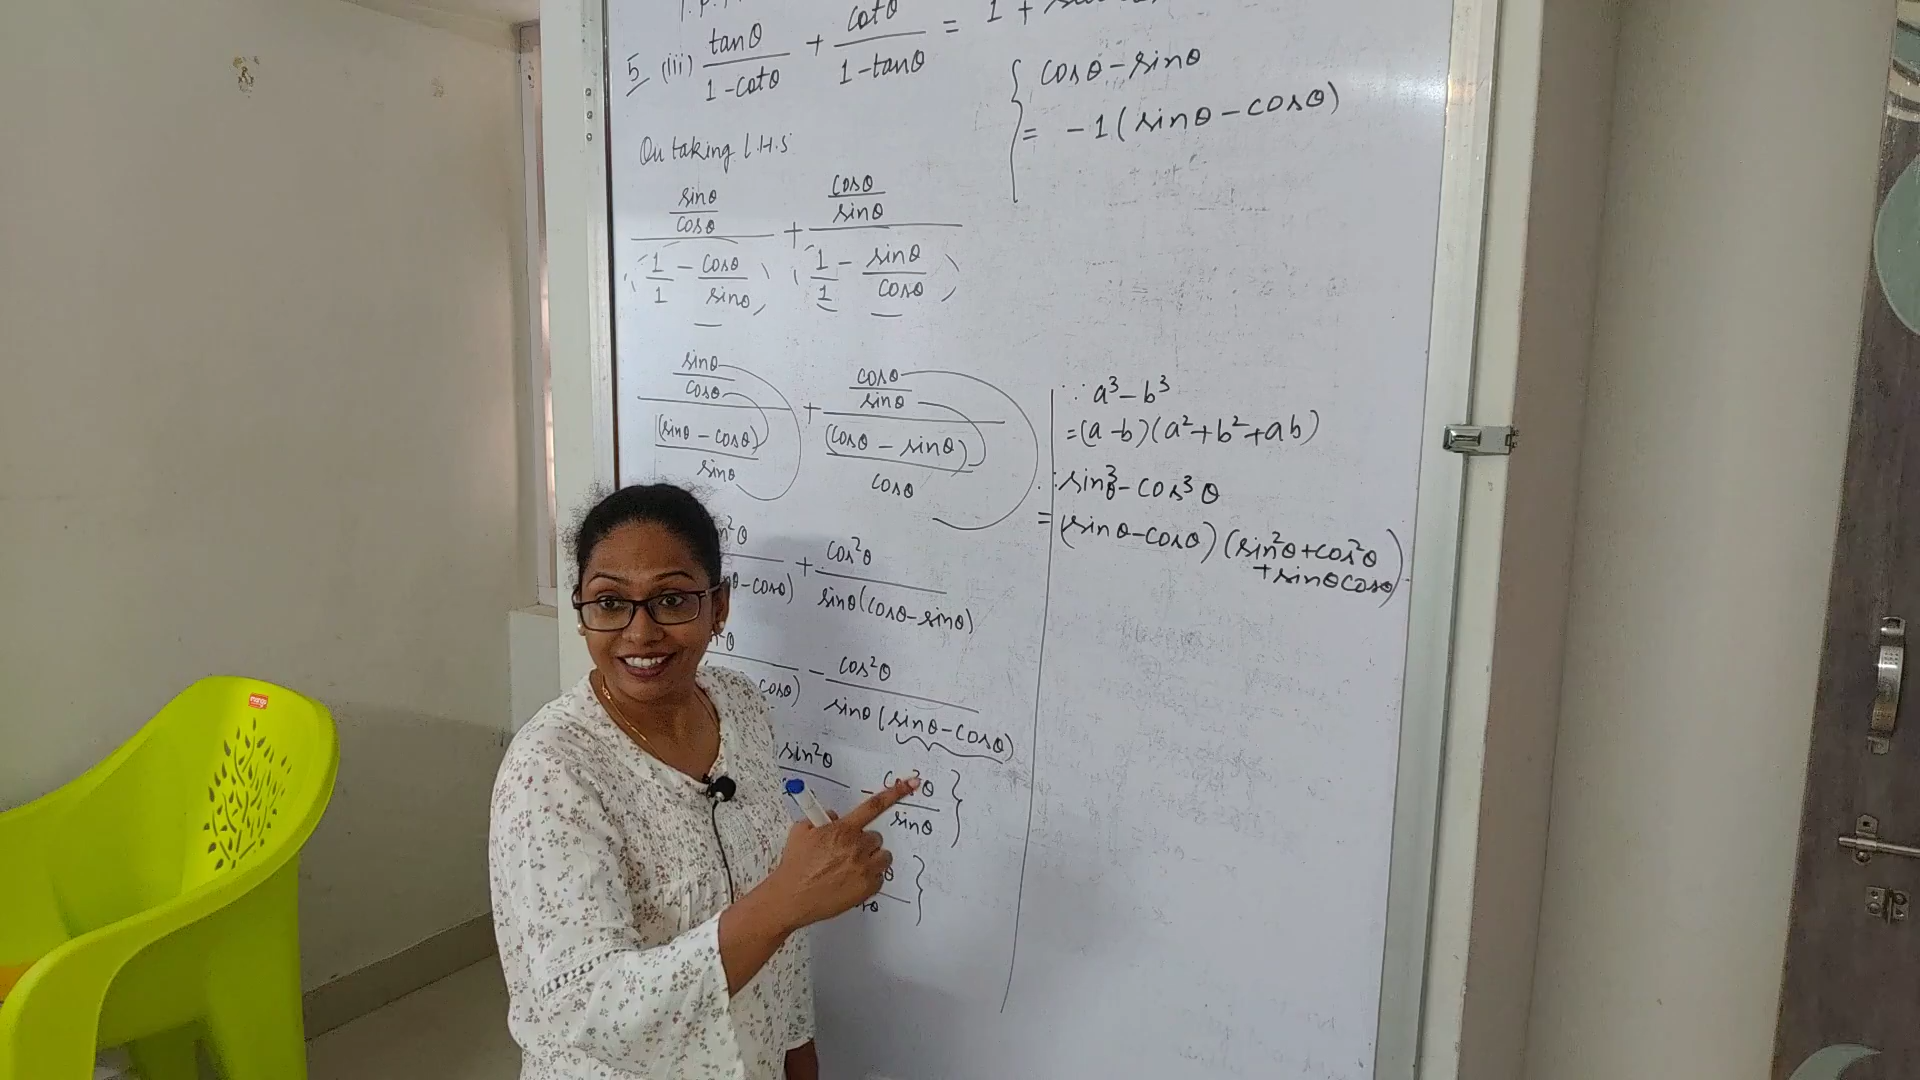 5 (iii) tanθ/(1-cotθ) + cotθ/(1-tanθ) = 1 +
On taking L.H.S
(sinθ/cosθ)/(1/1 - cosθ/sinθ) + (cosθ/sinθ)/(1/1 - sinθ/cosθ)
(sinθ/cosθ)/((sinθ - cosθ)/sinθ) + (cosθ/sinθ)/((cosθ - sinθ)/cosθ)
θ-cosθ) + cos²θ/sinθ(cosθ-sinθ)
cosθ) - cos²θ/sinθ(sinθ-cosθ)
sin²θ - cos²θ/sinθ }
θ }
{ cosθ-sinθ
= -1(sinθ-cosθ)
∵ a³-b³
=(a-b)(a²+b²+ab)
∴ sin³θ-cos³θ
= (sinθ-cosθ)(sin²θ+cos²θ
+sinθcosθ)